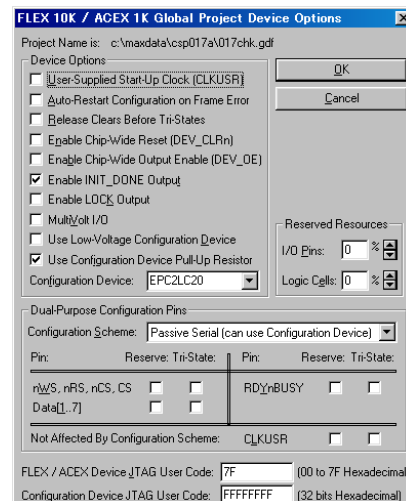 FLEX 10K / ACEX 1K Global Project Device Options
Project Name is: c:\maxdata\csp017a\017chk.gdf
Device Options
User-Supplied Start-Up Clock (CLKUSR)
Auto-Restart Configuration on Frame Error
Release Clears Before Tri-States
Enable Chip-Wide Reset (DEV_CLRn)
Enable Chip-Wide Output Enable (DEV_OE)
Enable INIT_DONE Output
Enable LOCK Output
MultiVolt I/O
Use Low-Voltage Configuration Device
Use Configuration Device Pull-Up Resistor
Configuration Device: EPC2LC20
OK
Cancel
Reserved Resources
I/O Pins: 0 %
Logic Cells: 0 %
Dual-Purpose Configuration Pins
Configuration Scheme: Passive Serial (can use Configuration Device)
Pin: Reserve: Tri-State: Pin: Reserve: Tri-State:
nWS, nRS, nCS, CS RDYnBUSY
Data[1..7]
Not Affected By Configuration Scheme: CLKUSR
FLEX / ACEX Device JTAG User Code: 7F (00 to 7F Hexadecimal
Configuration Device JTAG User Code: FFFFFFFF (32 bits Hexadecimal)